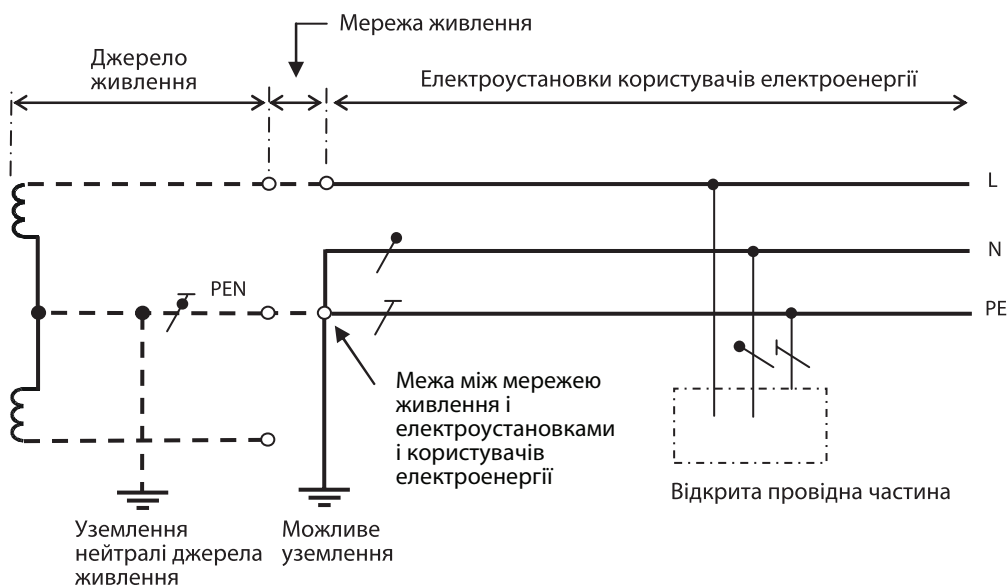 Мережа живлення
Джерело
живлення
Електроустановки користувачів електроенергії
L
N
PEN
PE
Межа між мережею
живлення і
електроустановками
і користувачів
електроенергії
Відкрита провідна частина
Уземлення
нейтралі джерела
живлення
Можливе
уземлення